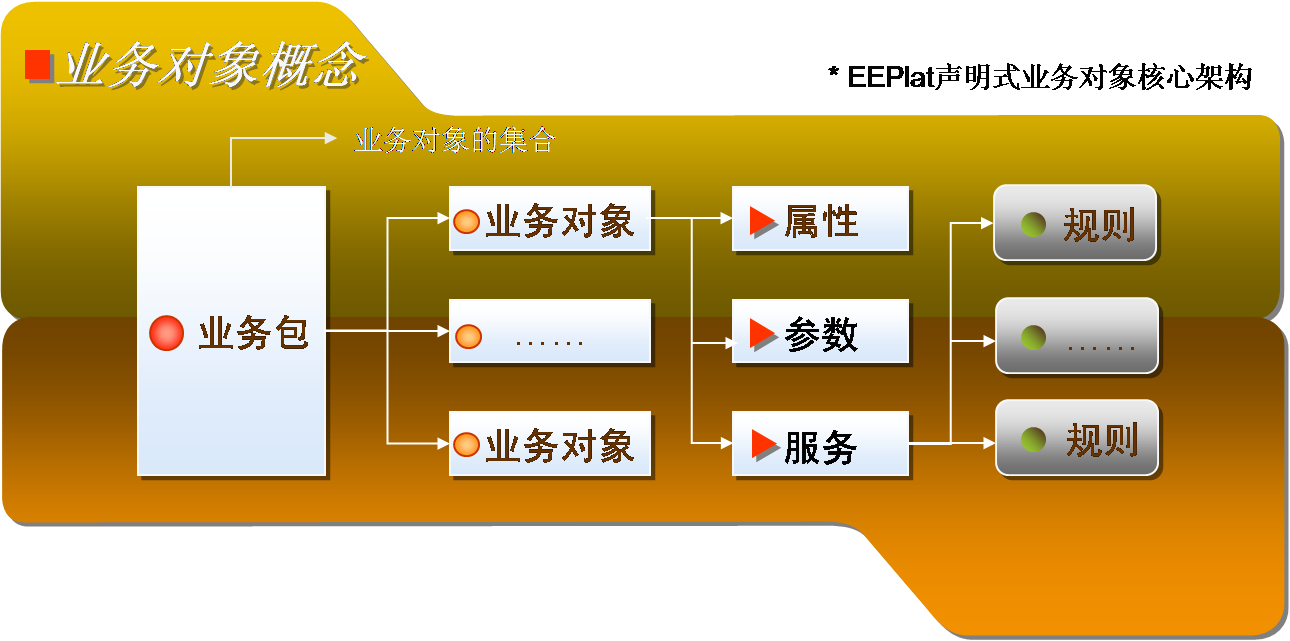 业务对象概念
* EEPlat声明式业务对象核心架构
业务对象的集合
业务包
业务对象
……
业务对象
属性
参数
服务
规则
……
规则